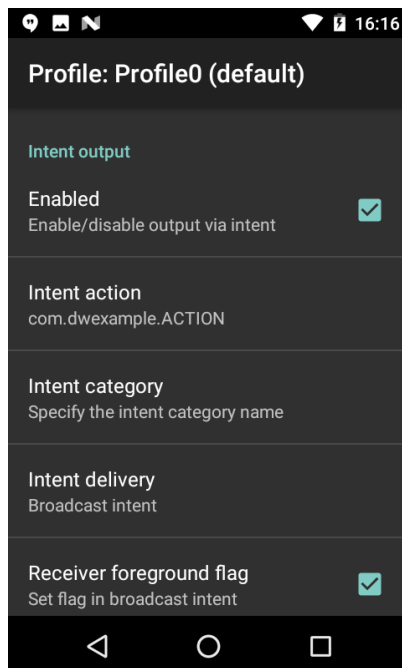 16:16
Profile: Profile0 (default)
Intent output
Enabled
Enable/disable output via intent
Intent action
com.dwexample.ACTION
Intent category
Specify the intent category name
Intent delivery
Broadcast intent
Receiver foreground flag
Set flag in broadcast intent